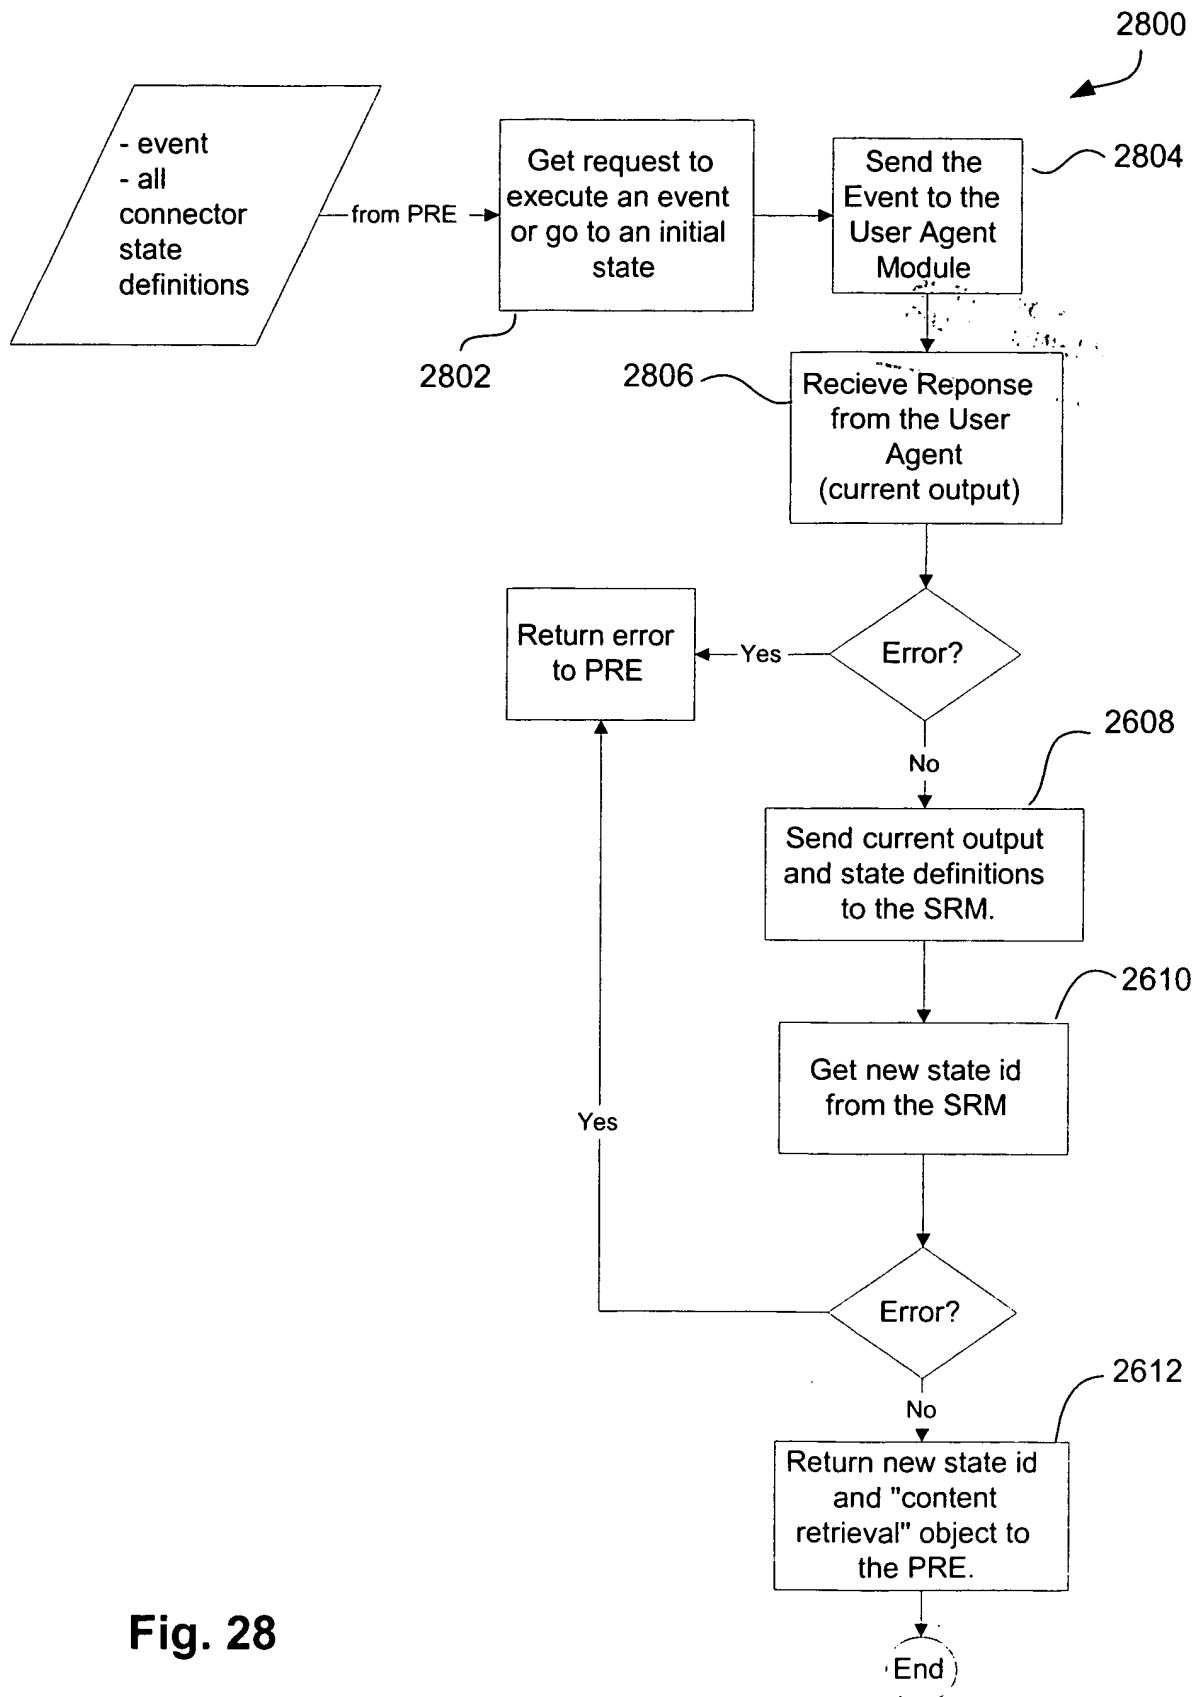 2800
- event
- all
connector
state
definitions
from PRE
Get request to
execute an event
or go to an initial
state
2802
Send the
Event to the
User Agent
Module
2804
2806
Recieve Reponse
from the User
Agent
(current output)
Error?
Yes
Return error
to PRE
No
2608
Send current output
and state definitions
to the SRM.
2610
Get new state id
from the SRM
Yes
Error?
No
2612
Return new state id
and "content
retrieval" object to
the PRE.
End
Fig. 28